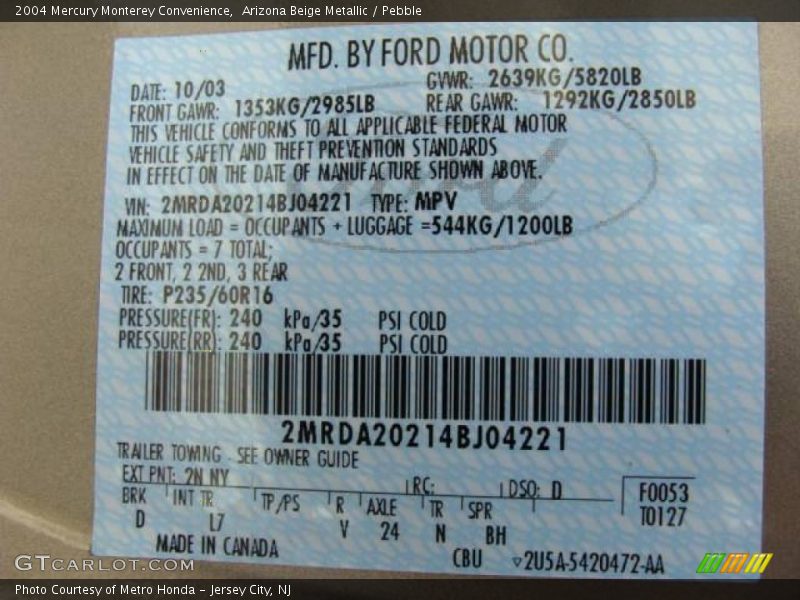 2004 Mercury Monterey Convenience,  Arizona Beige Metallic / Pebble
MFD. BY FORD MOTOR CO.
DATE: 10/03 GVWR: 2639KG/5820LB
FRONT GAWR: 1353KG/2985LB REAR GAWR: 1292KG/2850LB
THIS VEHICLE CONFORMS TO ALL APPLICABLE FEDERAL MOTOR
VEHICLE SAFETY AND THEFT PREVENTION STANDARDS
IN EFFECT ON THE DATE OF MANUFACTURE SHOWN ABOVE.
VIN: 2MRDA20214BJ04221 TYPE: MPV
MAXIMUM LOAD = OCCUPANTS + LUGGAGE =544KG/1200LB
OCCUPANTS = 7 TOTAL;
2 FRONT, 2 2ND, 3 REAR
TIRE: P235/60R16
PRESSURE(FR): 240 kPa/35 PSI COLD
PRESSURE(RR): 240 kPa/35 PSI COLD
2MRDA20214BJ04221
TRAILER TOWING - SEE OWNER GUIDE
EXT PNT: 2N NY RC: DSO: D F0053
BRK INT TR TP/PS R AXLE TR SPR T0127
D L7 V 24 N BH
MADE IN CANADA CBU ▽2U5A-5420472-AA
Ford
GTCARLOT.COM
Photo Courtesy of Metro Honda - Jersey City, NJ